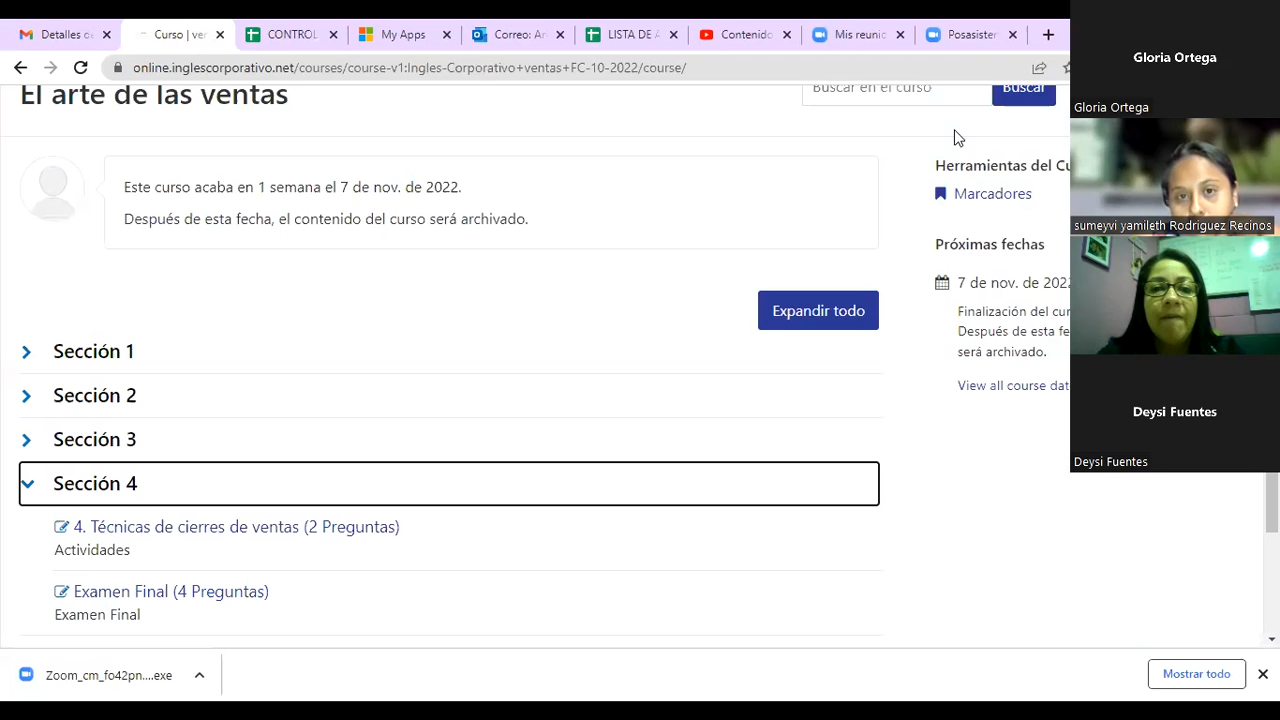 Detalles de
Curso | ver
CONTROL
My Apps
Correo: An
LISTA DE A
Contenido
Mis reunio
Posasister
online.inglescorporativo.net/courses/course-v1:Ingles-Corporativo+ventas+FC-10-2022/course/
El arte de las ventas
Buscar en el curso
Buscar
Este curso acaba en 1 semana el 7 de nov. de 2022.
Después de esta fecha, el contenido del curso será archivado.
Herramientas del Cu
Marcadores
Próximas fechas
7 de nov. de 2022
Finalización del cur
Después de esta fe
será archivado.
View all course dat
Expandir todo
Sección 1
Sección 2
Sección 3
Sección 4
4. Técnicas de cierres de ventas (2 Preguntas)
Actividades
Examen Final (4 Preguntas)
Examen Final
Zoom_cm_fo42pn....exe
Mostrar todo
Gloria Ortega
Gloria Ortega
sumeyvi yamileth Rodriguez Recinos
Deysi Fuentes
Deysi Fuentes